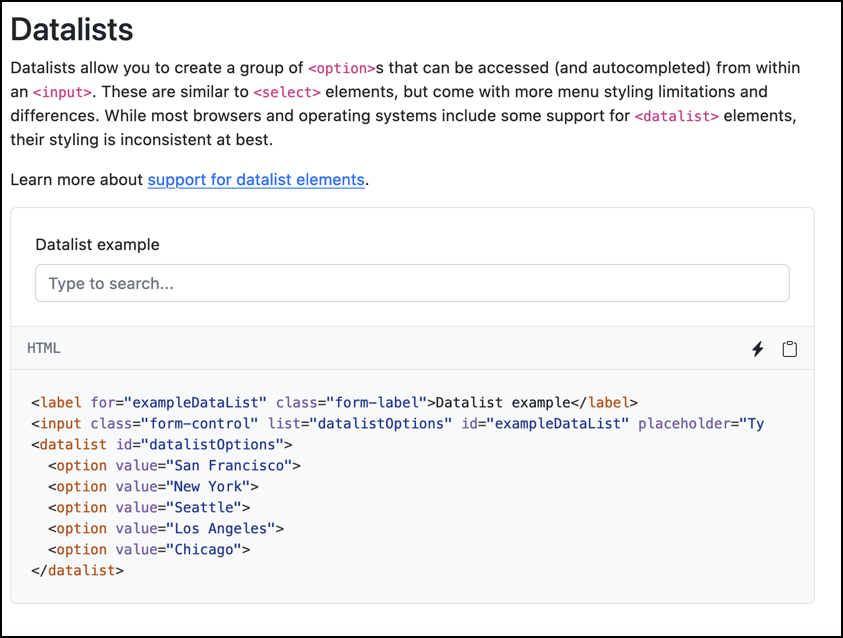 Datalists
Datalists allow you to create a group of <option>s that can be accessed (and autocompleted) from within
an <input>. These are similar to <select> elements, but come with more menu styling limitations and
differences. While most browsers and operating systems include some support for <datalist> elements,
their styling is inconsistent at best.
Learn more about support for datalist elements.
Datalist example
Type to search...
HTML
<label for="exampleDataList" class="form-label">Datalist example</label>
<input class="form-control" list="datalistOptions" id="exampleDataList" placeholder="Ty
<datalist id="datalistOptions">
  <option value="San Francisco">
  <option value="New York">
  <option value="Seattle">
  <option value="Los Angeles">
  <option value="Chicago">
</datalist>